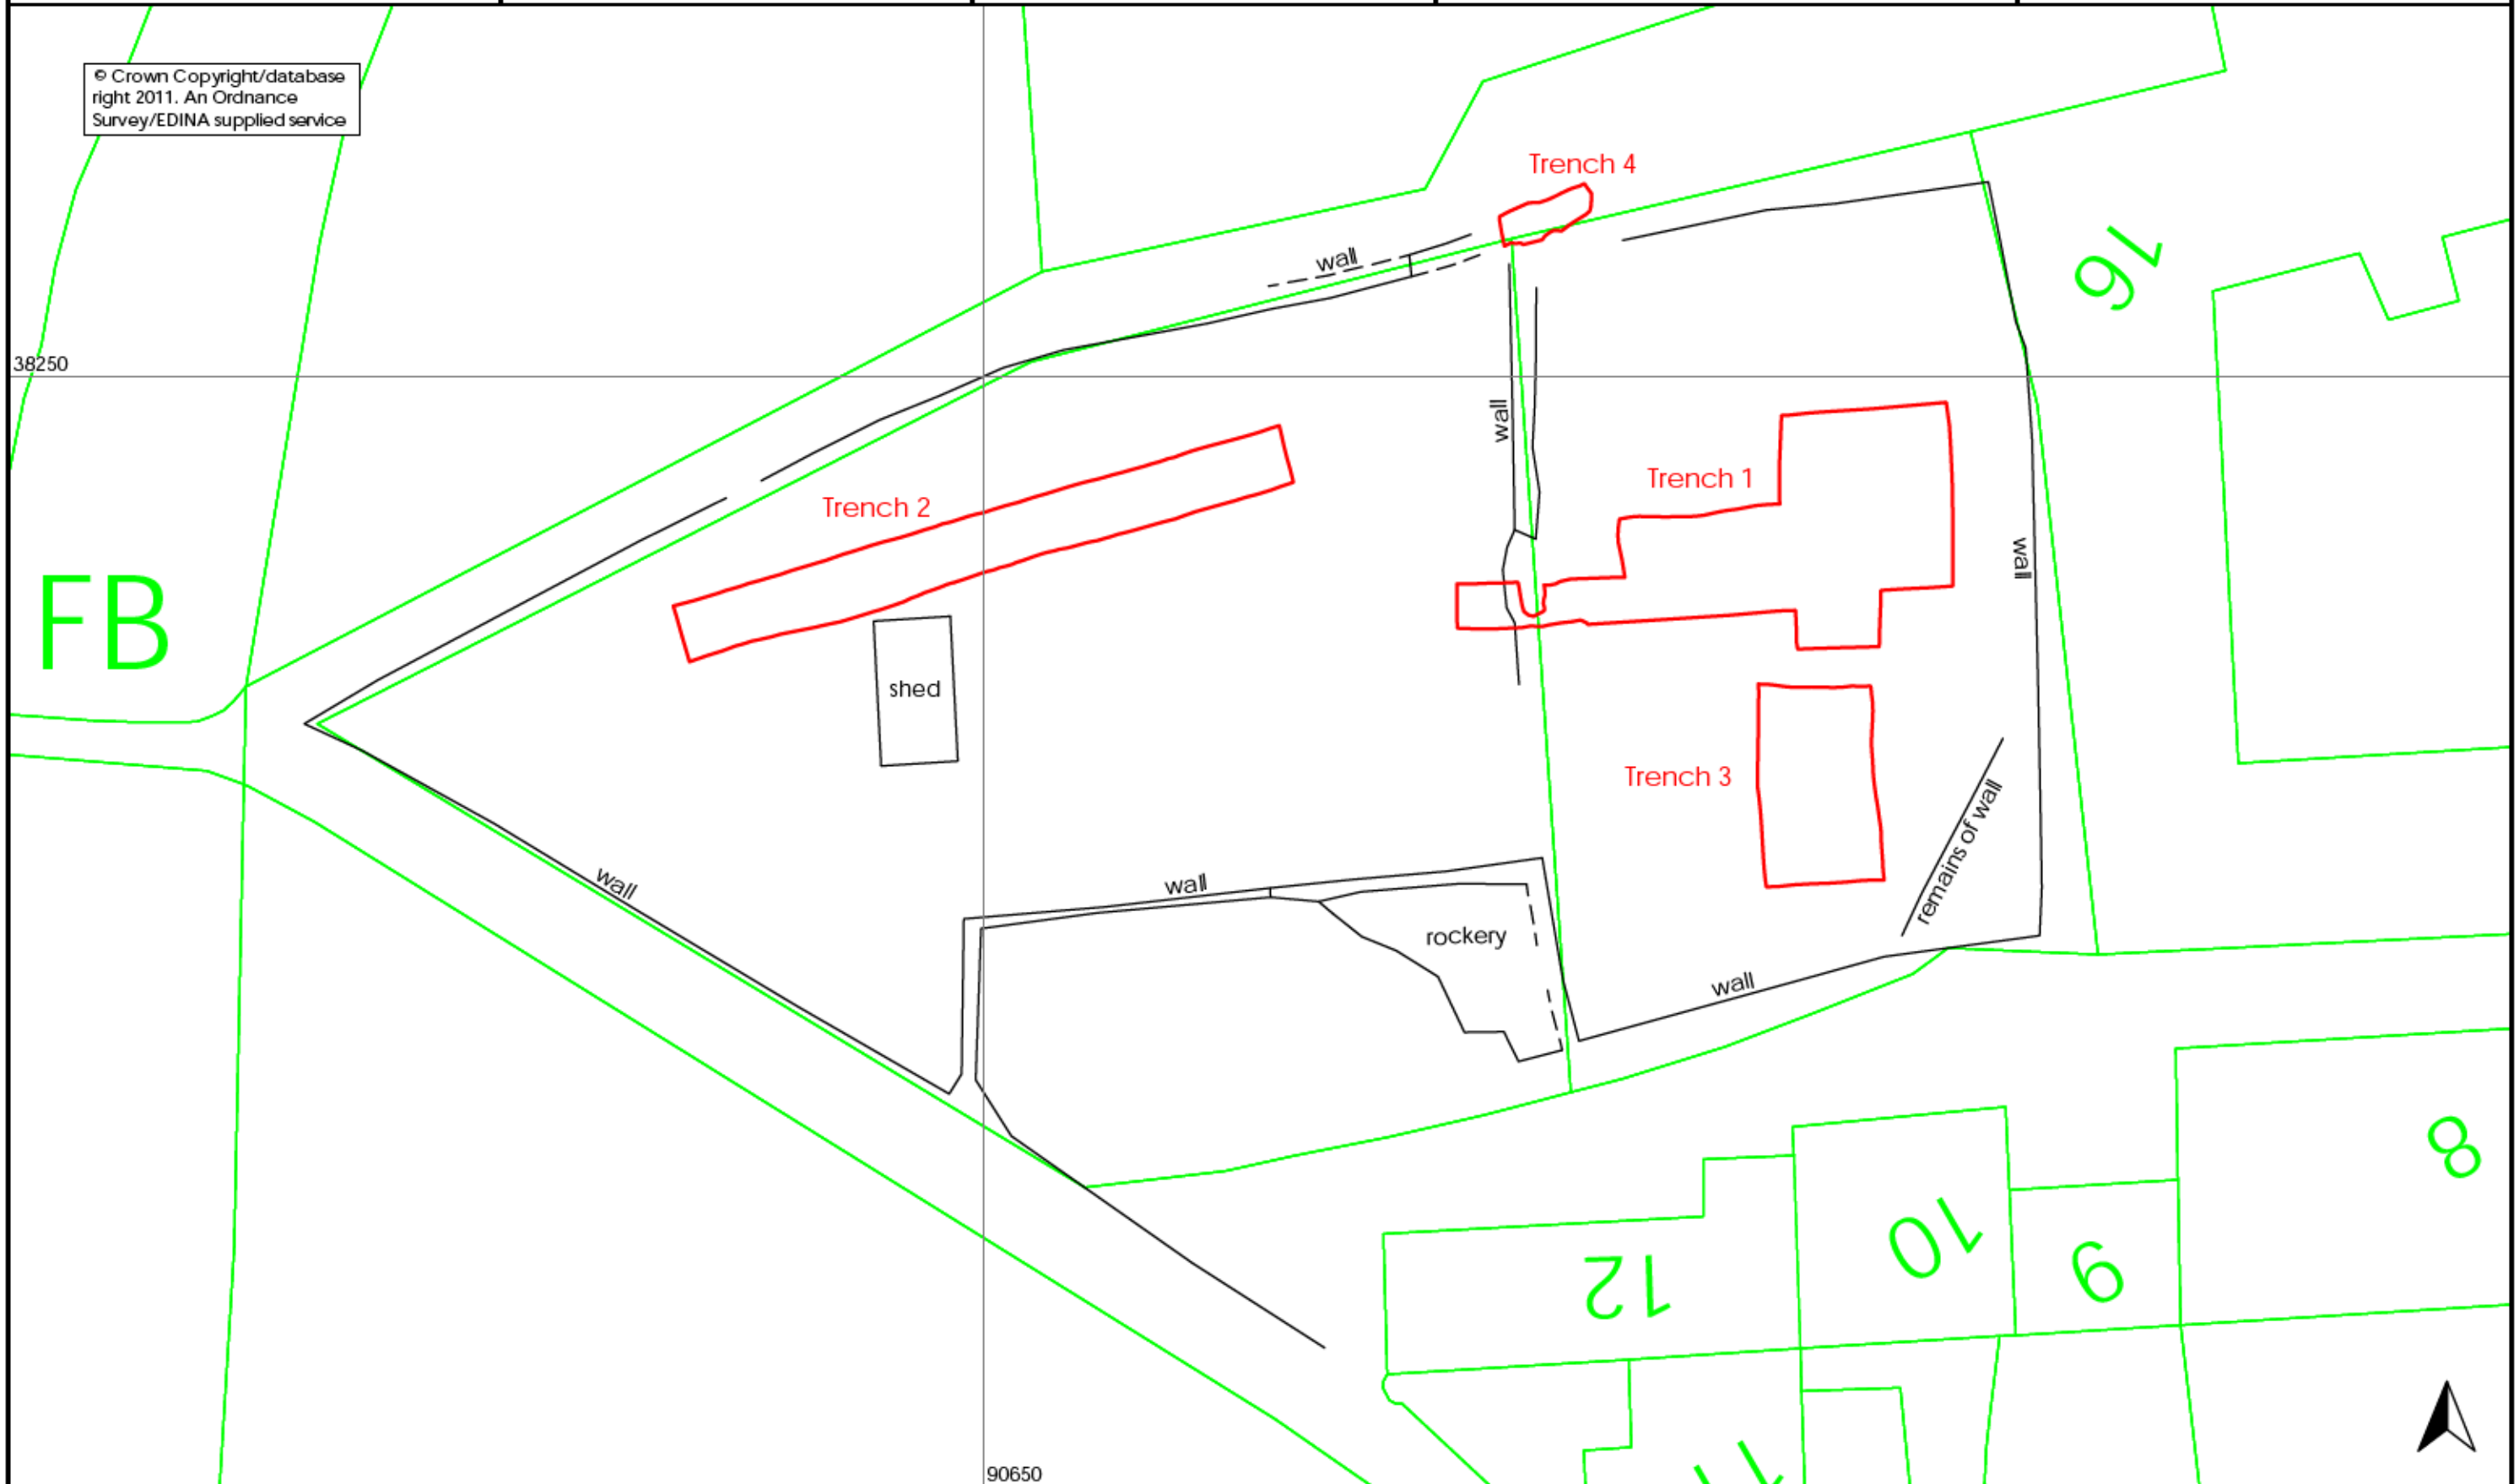 © Crown Copyright/database
right 2011. An Ordnance
Survey/EDINA supplied service
Trench 4
wall
16
38250
wall
Trench 1
Trench 2
wall
FB
shed
Trench 3
remains of wall
wall
wall
rockery
wall
8
10
9
12
11
90650